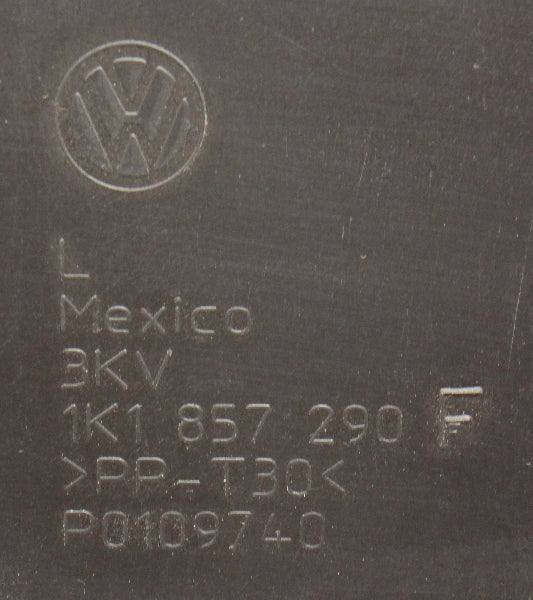 L
Mexico
3KV
1K1 857 290 F
>PP-T30<
P0109740